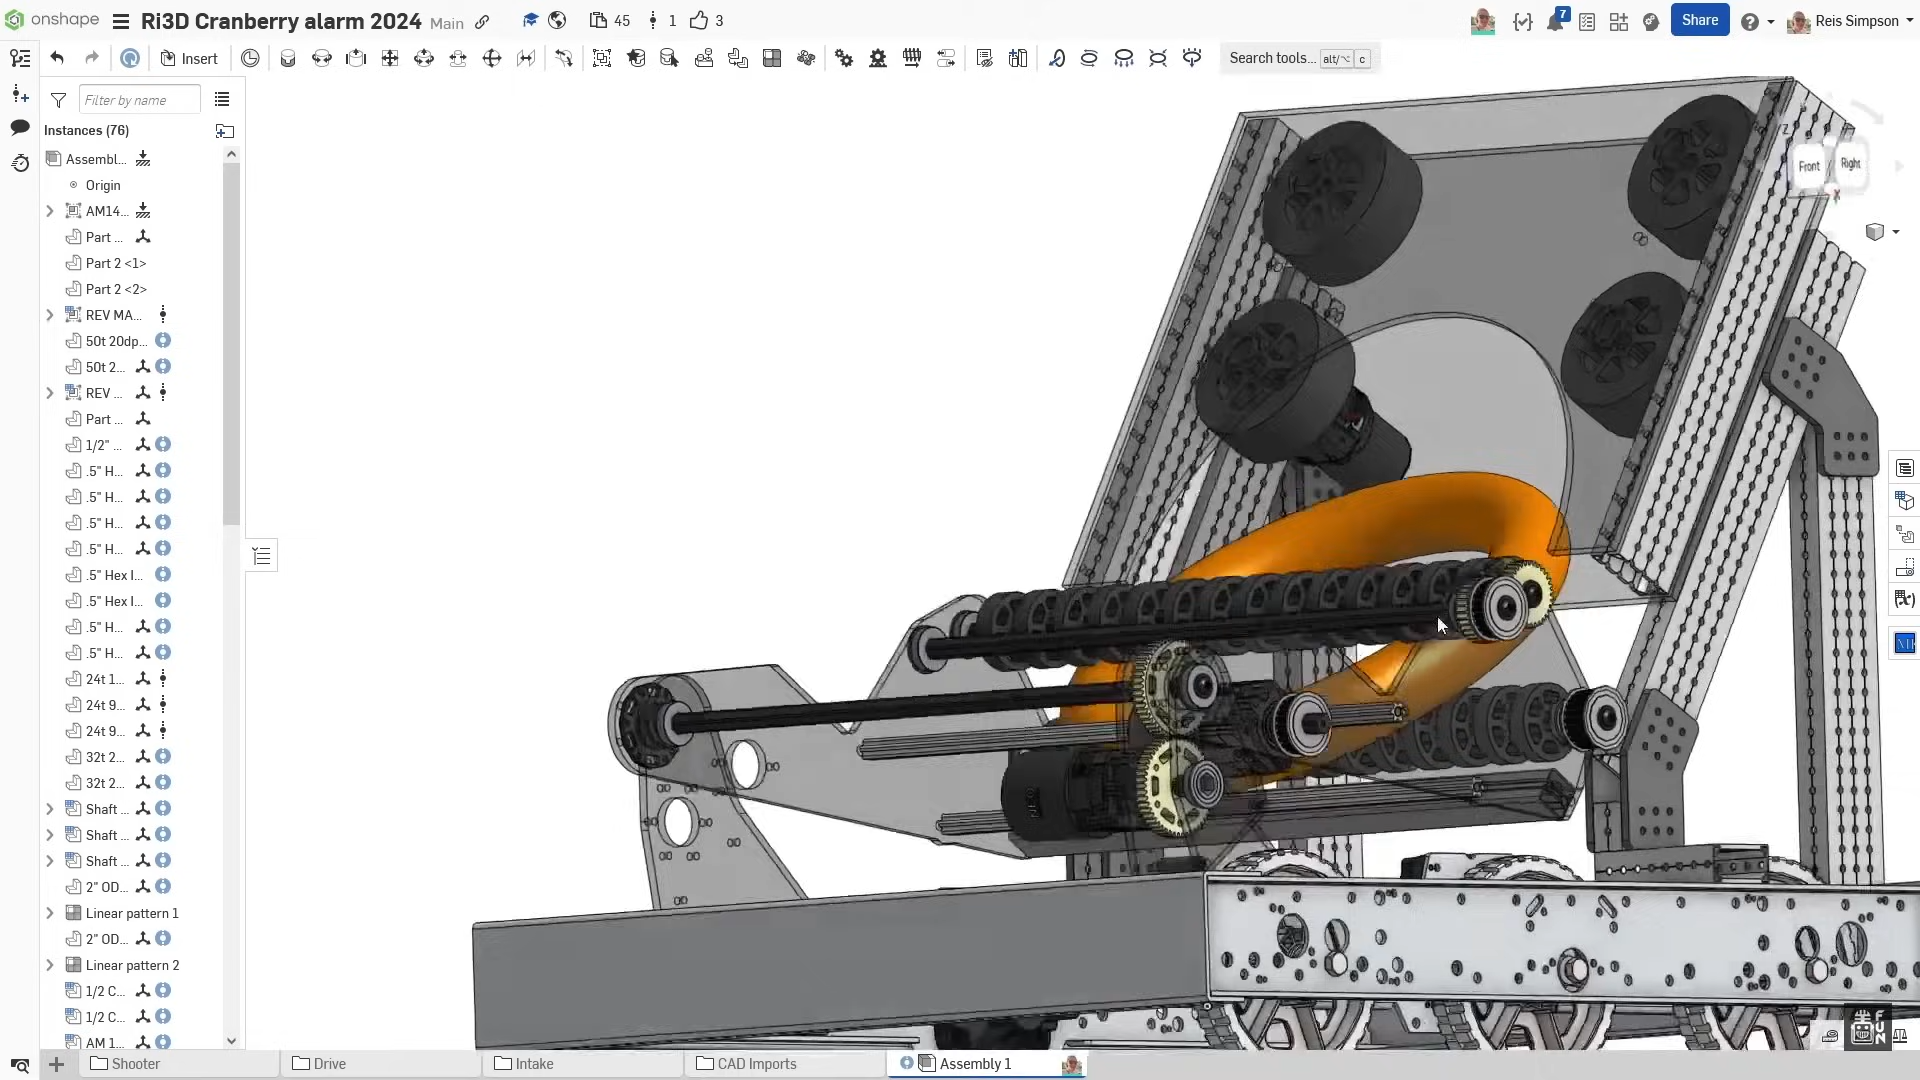 onshape Ri3D Cranberry alarm 2024 Main 45 1 3 7 Share Reis Simpson
Insert Search tools... alt/⌥ c
Filter by name
Instances (76)
Assembl...
Origin
AM14...
Part ...
Part 2 <1>
Part 2 <2>
REV MA...
50t 20dp...
50t 2...
REV ...
Part ...
1/2" ...
.5" H...
.5" H...
.5" H...
.5" H...
.5" Hex I...
.5" Hex I...
.5" H...
.5" H...
24t 1...
24t 9...
24t 9...
32t 2...
32t 2...
Shaft ...
Shaft ...
Shaft ...
2" OD...
Linear pattern 1
2" OD...
Linear pattern 2
1/2 C...
1/2 C...
AM 1...
Z
Front Right
X
(x)
FUN
Shooter Drive Intake CAD Imports Assembly 1